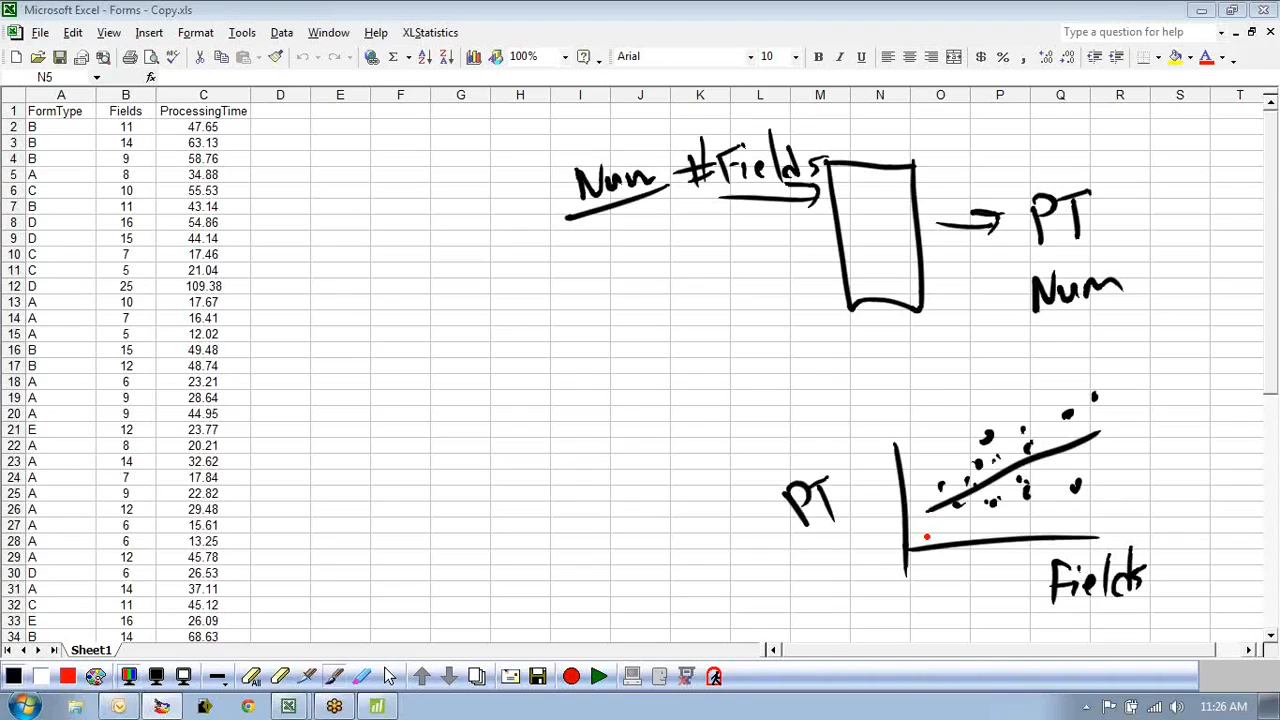 Microsoft Excel - Forms - Copy.xls
File Edit View Insert Format Tools Data Window Help XLStatistics
Type a question for help
100%
Arial
10
B I U
$ %
A
N5
fx
A B C D E F G H I J K L M N O P Q R S T
1 FormType Fields ProcessingTime
2 B 11 47.65
3 B 14 63.13
4 B 9 58.76
5 A 8 34.88
6 C 10 55.53
7 B 11 43.14
8 D 16 54.86
9 D 15 44.14
10 C 7 17.46
11 C 5 21.04
12 D 25 109.38
13 A 10 17.67
14 A 7 16.41
15 A 5 12.02
16 B 15 49.48
17 B 12 48.74
18 A 6 23.21
19 A 9 28.64
20 A 9 44.95
21 E 12 23.77
22 A 8 20.21
23 A 14 32.62
24 A 7 17.84
25 A 9 22.82
26 A 12 29.48
27 A 6 15.61
28 A 6 13.25
29 A 12 45.78
30 D 6 26.53
31 A 14 37.11
32 C 11 45.12
33 E 16 26.09
34 B 14 68.63
Num #Fields
PT
Num
PT
Fields
Sheet1
11:26 AM